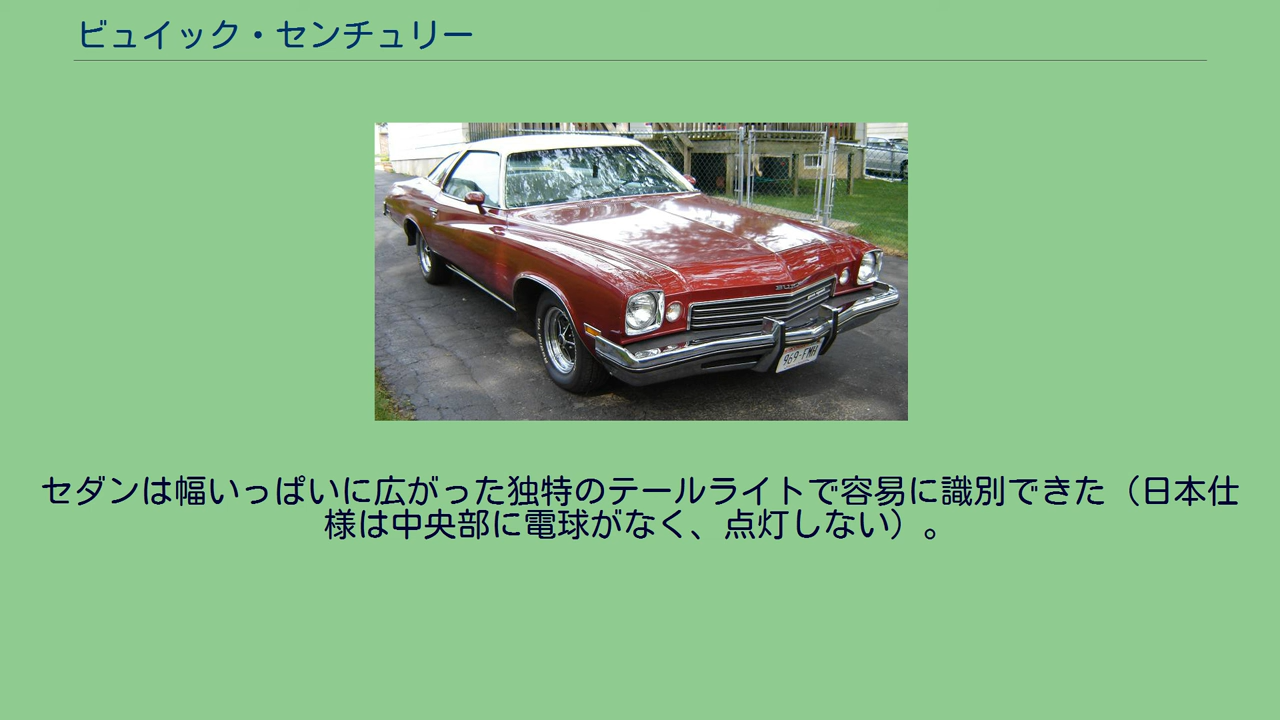 ビュイック・センチュリー
BUICK
969-FMH
セダンは幅いっぱいに広がった独特のテールライトで容易に識別できた（日本仕
様は中央部に電球がなく、点灯しない）。